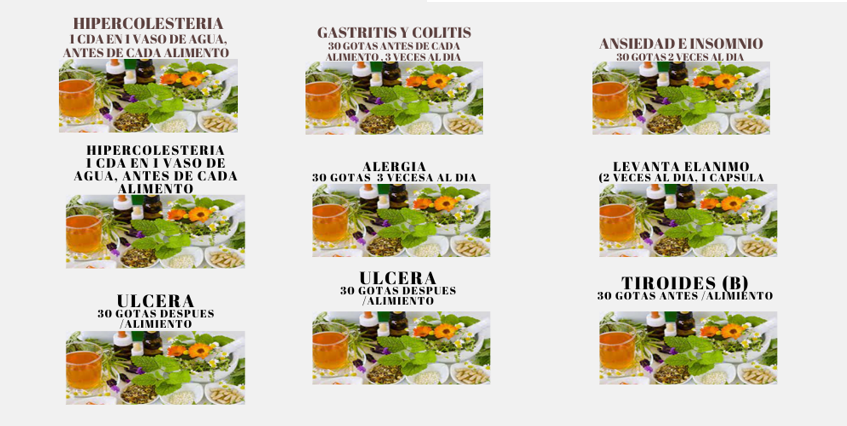 HIPERCOLESTERIA
1 CDA EN 1 VASO DE AGUA,
ANTES DE CADA ALIMENTO
GASTRITIS Y COLITIS
30 GOTAS ANTES DE CADA
ALIMENTO , 3 VECES AL DIA
ANSIEDAD E INSOMNIO
30 GOTAS 2 VECES AL DIA
HIPERCOLESTERIA
1 CDA EN 1 VASO DE
AGUA, ANTES DE CADA
ALIMENTO
ALERGIA
30 GOTAS 3 VECESA AL DIA
LEVANTA ELANIMO
(2 VECES AL DIA, 1 CAPSULA
ULCERA
30 GOTAS DESPUES
/ALIMIENTO
ULCERA
30 GOTAS DESPUES
/ALIMIENTO
TIROIDES (B)
30 GOTAS ANTES /ALIMIENTO